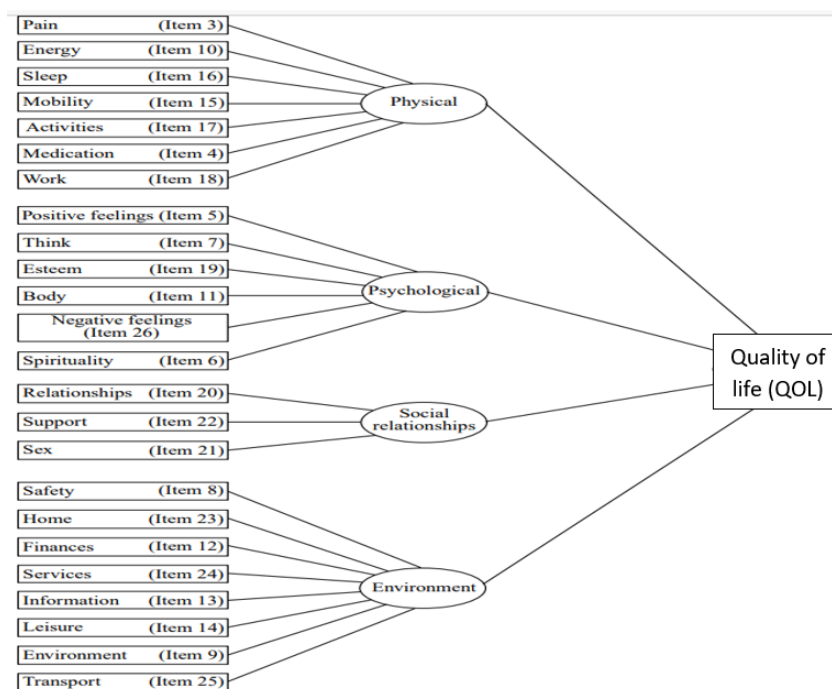 Pain (Item 3)
Energy (Item 10)
Sleep (Item 16)
Mobility (Item 15)
Activities (Item 17)
Medication (Item 4)
Work (Item 18)
Physical
Positive feelings (Item 5)
Think (Item 7)
Esteem (Item 19)
Body (Item 11)
Negative feelings
(Item 26)
Spirituality (Item 6)
Psychological
Relationships (Item 20)
Support (Item 22)
Sex (Item 21)
Social
relationships
Safety (Item 8)
Home (Item 23)
Finances (Item 12)
Services (Item 24)
Information (Item 13)
Leisure (Item 14)
Environment (Item 9)
Transport (Item 25)
Environment
Quality of
life (QOL)